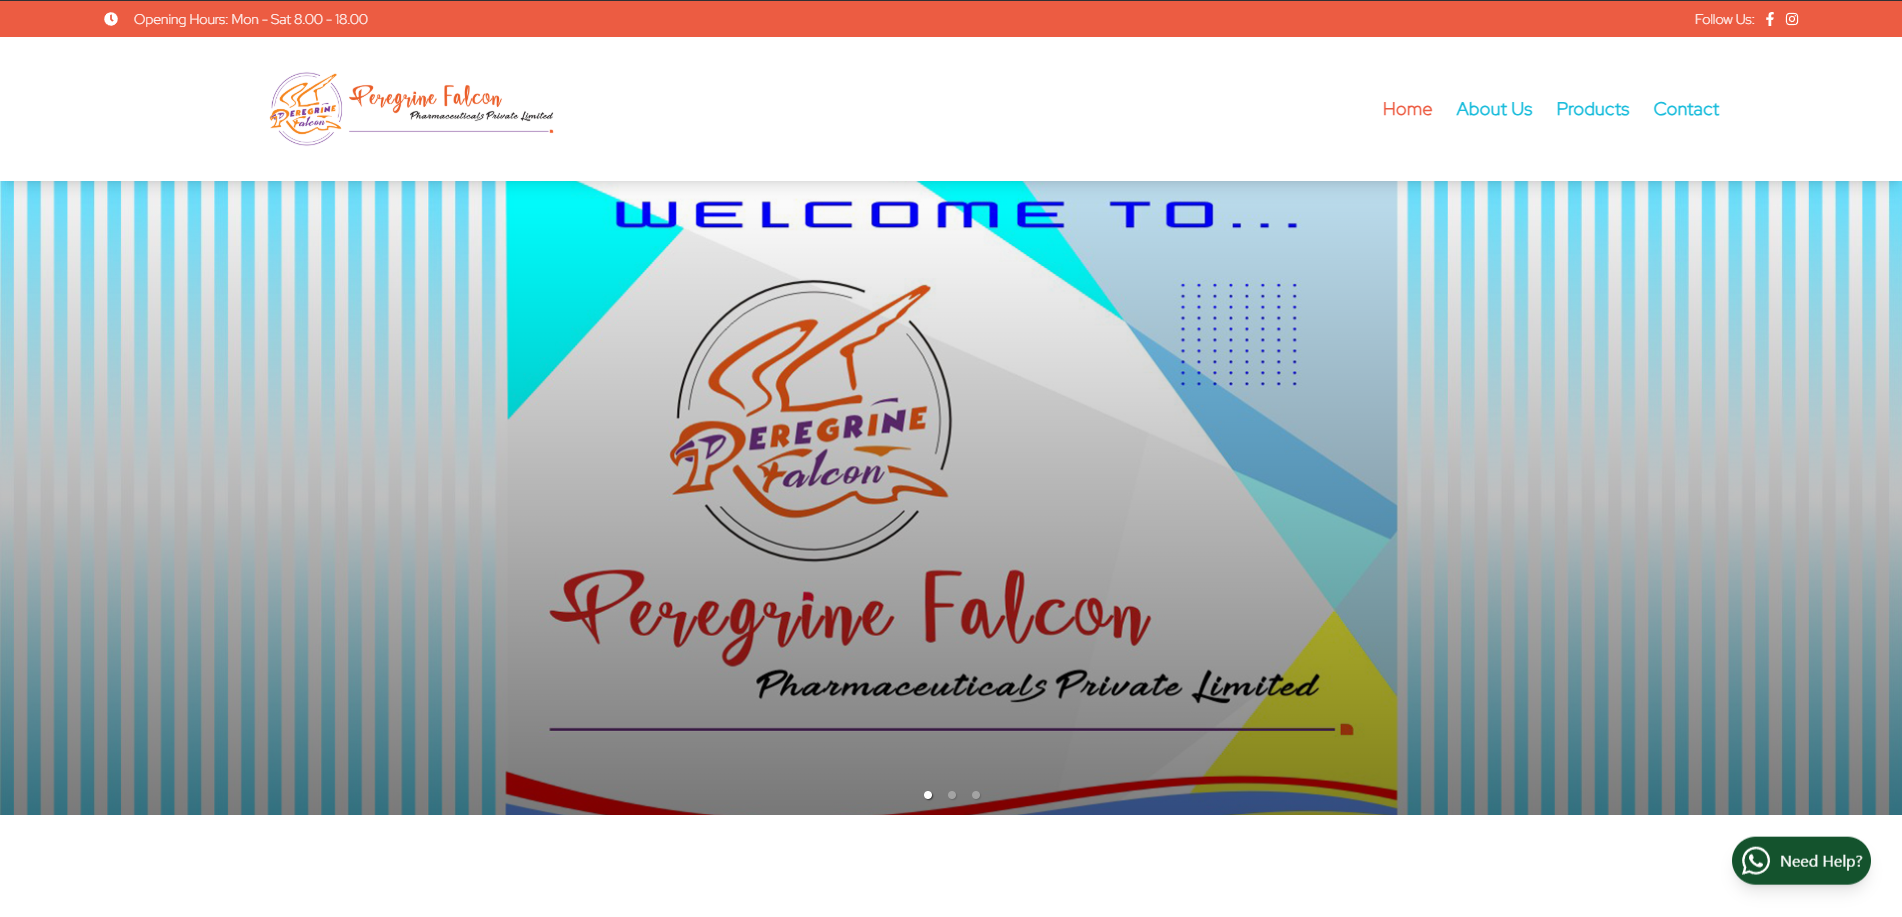 Opening Hours: Mon - Sat 8.00 - 18.00
Follow Us:
PEREGRINE
Falcon
Peregrine Falcon
Pharmaceuticals Private Limited
Home About Us Products Contact
WELCOME TO...
PEREGRINE
Falcon
Peregrine Falcon
Pharmaceuticals Private Limited
Need Help?